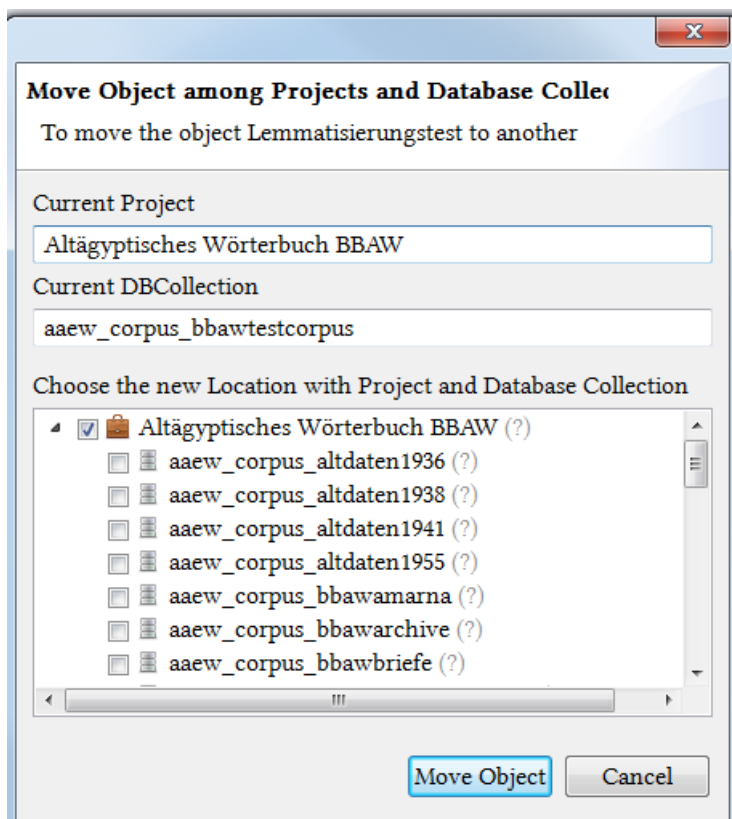 Move Object among Projects and Database Collec
To move the object Lemmatisierungstest to another
Current Project
Altägyptisches Wörterbuch BBAW
Current DBCollection
aaew_corpus_bbawtestcorpus
Choose the new Location with Project and Database Collection
Altägyptisches Wörterbuch BBAW (?)
aaew_corpus_altdaten1936 (?)
aaew_corpus_altdaten1938 (?)
aaew_corpus_altdaten1941 (?)
aaew_corpus_altdaten1955 (?)
aaew_corpus_bbawamarna (?)
aaew_corpus_bbawarchive (?)
aaew_corpus_bbawbriefe (?)
Move Object Cancel